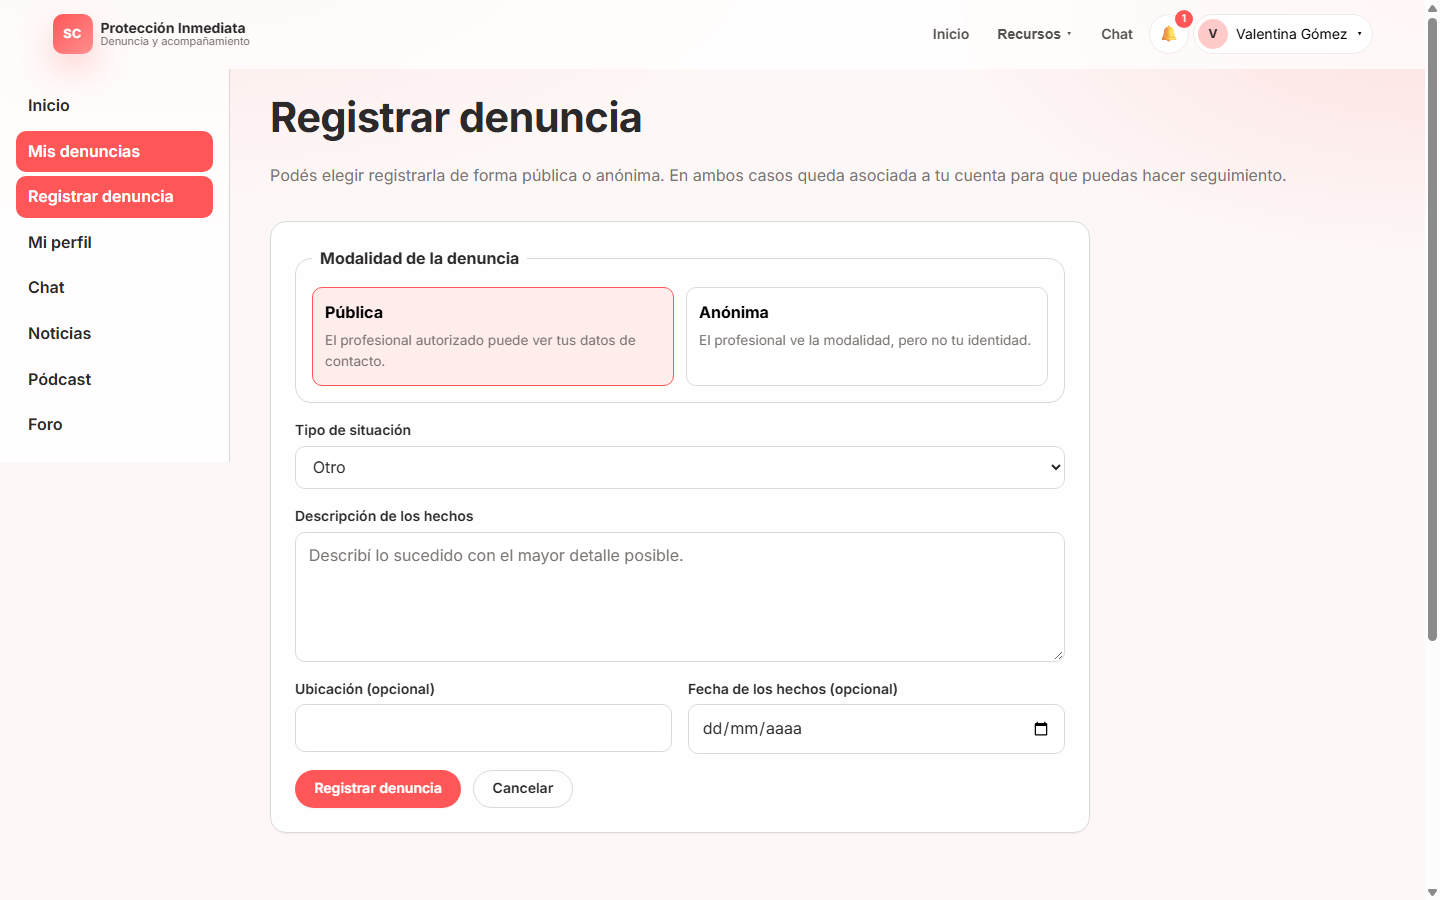 SC
Protección Inmediata
Denuncia y acompañamiento
Inicio
Recursos
Chat
1
V
Valentina Gómez
Inicio
Mis denuncias
Registrar denuncia
Mi perfil
Chat
Noticias
Pódcast
Foro
Registrar denuncia
Podés elegir registrarla de forma pública o anónima. En ambos casos queda asociada a tu cuenta para que puedas hacer seguimiento.
Modalidad de la denuncia
Pública
El profesional autorizado puede ver tus datos de
contacto.
Anónima
El profesional ve la modalidad, pero no tu identidad.
Tipo de situación
Otro
Descripción de los hechos
Describí lo sucedido con el mayor detalle posible.
Ubicación (opcional)
Fecha de los hechos (opcional)
dd/mm/aaaa
Registrar denuncia
Cancelar